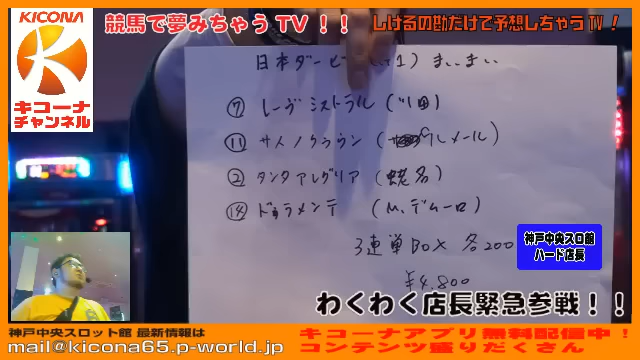 KICONA
キコーナ
チャンネル
競馬で夢みちゃうTV！！
しけるの勘だけで予想しちゃうTV！
日本ダービー 1) まいまい
⑦ レーヴミストラル (川田)
⑪ サトノクラウン (ルメール)
② タンタアレグリア (蛯名)
⑭ ドゥラメンテ (M.デムーロ)
3連単BOX 各200
¥4.800
神戸中央スロ館
ハード店長
わくわく店長緊急参戦！！
神戸中央スロット館 最新情報は
mail@kicona65.p-world.jp
キコーナアプリ無料配信中！
コンテンツ盛りだくさん